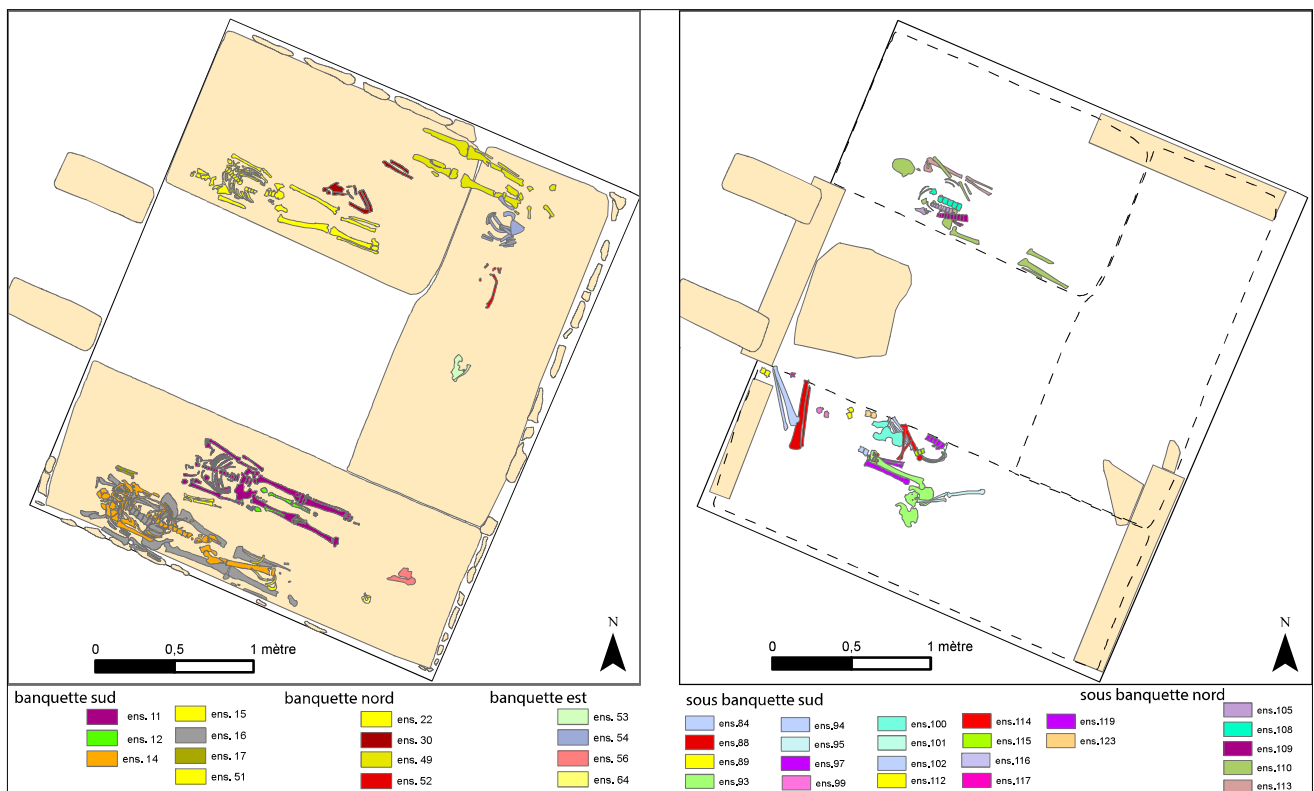 N
0 0,5 1 mètre
banquette sud
ens. 11
ens. 12
ens. 14
ens. 15
ens. 16
ens. 17
ens. 51
banquette nord
ens. 22
ens. 30
ens. 49
ens. 52
banquette est
ens. 53
ens. 54
ens. 56
ens. 64
N
0 0,5 1 mètre
sous banquette sud
ens.84
ens.88
ens.89
ens.93
ens.94
ens.95
ens.97
ens.99
ens.100
ens.101
ens.102
ens.112
ens.114
ens.115
ens.116
ens.117
ens.119
ens.123
sous banquette nord
ens.105
ens.108
ens.109
ens.110
ens.113